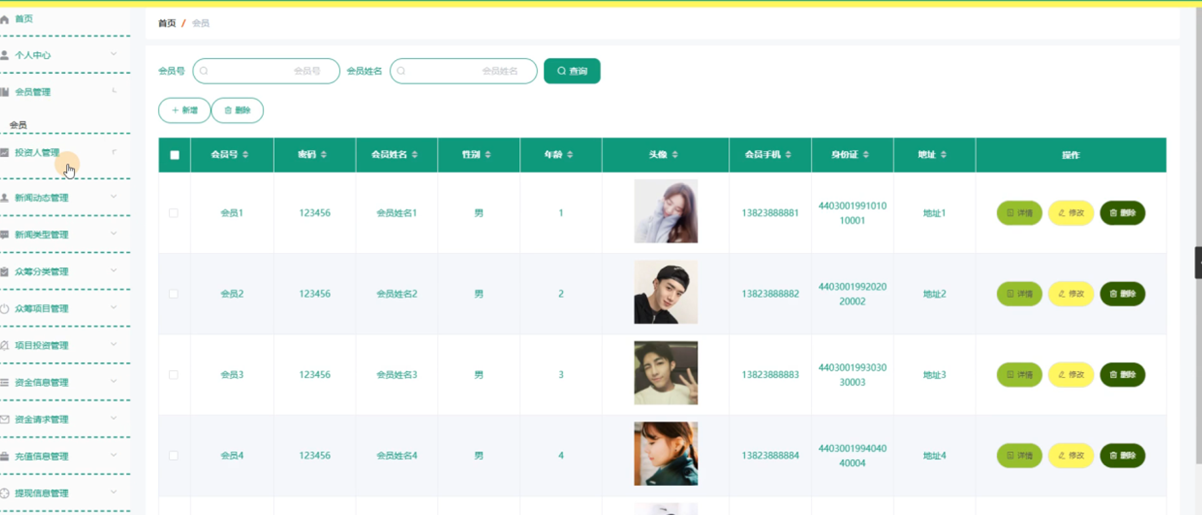 首页
个人中心
会员管理
会员
投资人管理
新闻动态管理
新闻类型管理
众筹分类管理
众筹项目管理
项目投资管理
资金信息管理
资金请求管理
充值信息管理
提现信息管理
首页 / 会员
会员号 会员号 会员姓名 会员姓名 查询
+ 新增 删除
会员号 密码 会员姓名 性别 年龄 头像 会员手机 身份证 地址 操作
会员1 123456 会员姓名1 男 1 13823888881 4403001991010 地址1 详情 修改 删除
10001
会员2 123456 会员姓名2 男 2 13823888882 4403001992020 地址2 详情 修改 删除
20002
会员3 123456 会员姓名3 男 3 13823888883 4403001993030 地址3 详情 修改 删除
30003
会员4 123456 会员姓名4 男 4 13823888884 4403001994040 地址4 详情 修改 删除
40004